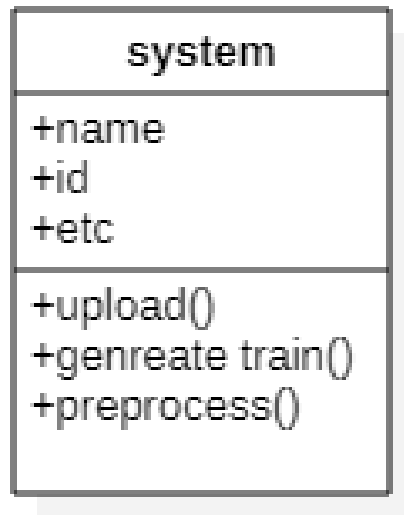 system
+name
+id
+etc
+upload()
+genreate train()
+preprocess()